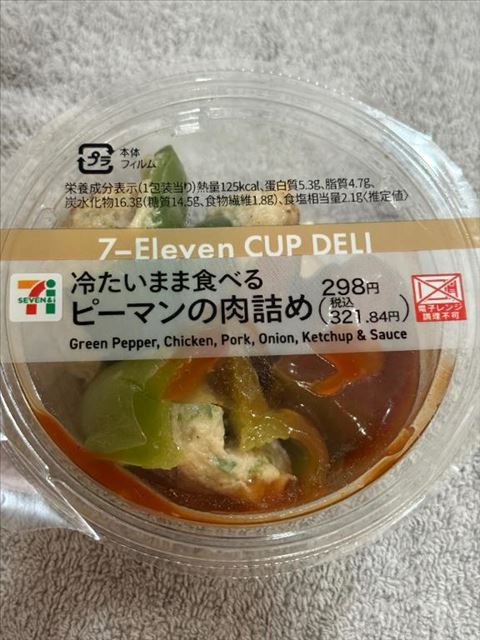 プラ
本体
フィルム
栄養成分表示(1包装当り)熱量125kcal、蛋白質5.3g、脂質4.7g、
炭水化物16.3g(糖質14.5g、食物繊維1.8g)、食塩相当量2.1g〈推定値〉
7-Eleven CUP DELI
7
SEVEN&i
冷たいまま食べる
ピーマンの肉詰め
298円
(税込
321.84円)
Green Pepper, Chicken, Pork, Onion, Ketchup & Sauce
電子レンジ
調理不可